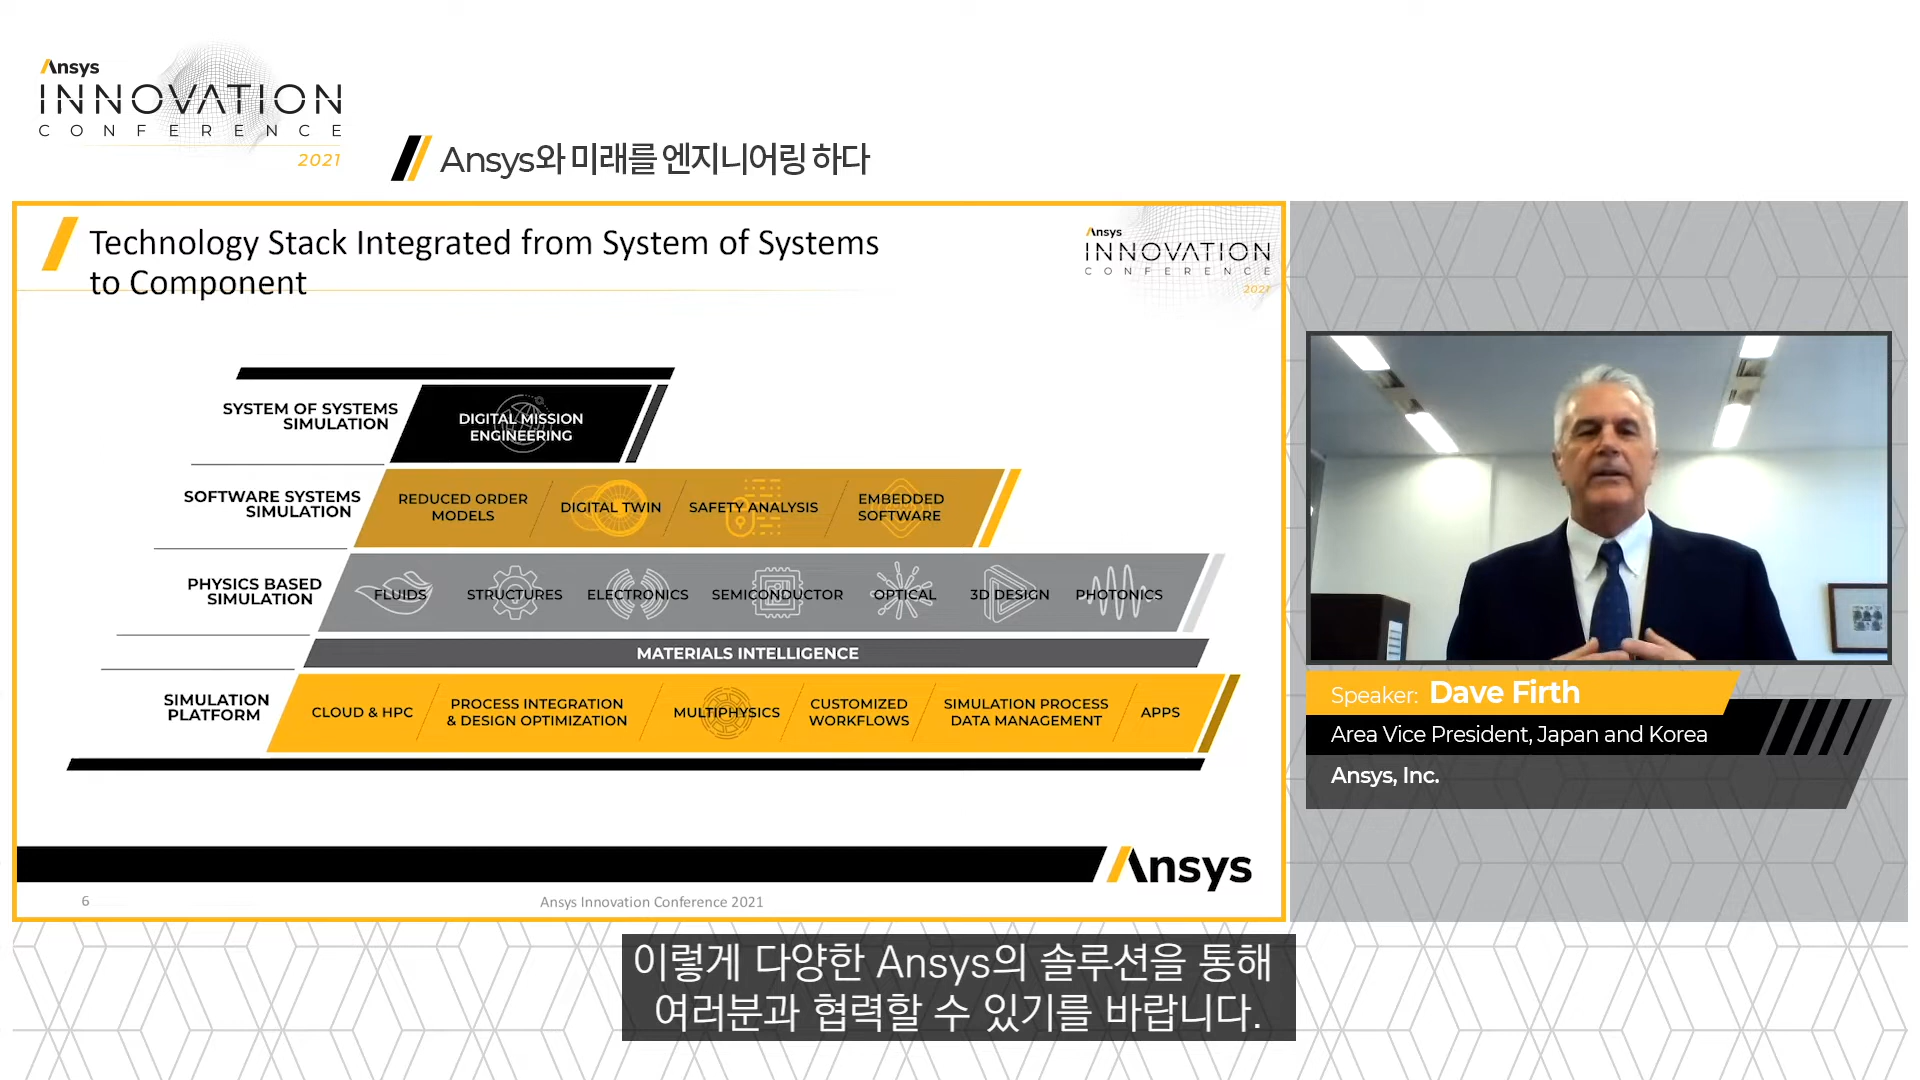 Ansys
INNOVATION
CONFERENCE
2021
Ansys와 미래를 엔지니어링 하다
Technology Stack Integrated from System of Systems
to Component
Ansys
INNOVATION
CONFERENCE
2021
SYSTEM OF SYSTEMS
SIMULATION
DIGITAL MISSION
ENGINEERING
SOFTWARE SYSTEMS
SIMULATION
REDUCED ORDER
MODELS
DIGITAL TWIN
SAFETY ANALYSIS
EMBEDDED
SOFTWARE
PHYSICS BASED
SIMULATION
FLUIDS
STRUCTURES
ELECTRONICS
SEMICONDUCTOR
OPTICAL
3D DESIGN
PHOTONICS
MATERIALS INTELLIGENCE
SIMULATION
PLATFORM
CLOUD & HPC
PROCESS INTEGRATION
& DESIGN OPTIMIZATION
MULTIPHYSICS
CUSTOMIZED
WORKFLOWS
SIMULATION PROCESS
DATA MANAGEMENT
APPS
Ansys
6
Ansys Innovation Conference 2021
Speaker: Dave Firth
Area Vice President, Japan and Korea
Ansys, Inc.
이렇게 다양한 Ansys의 솔루션을 통해
여러분과 협력할 수 있기를 바랍니다.